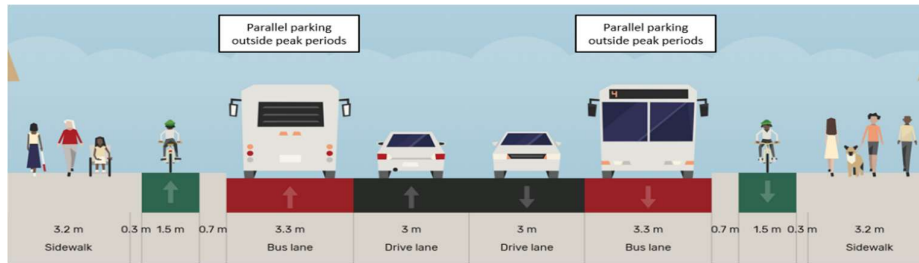 Parallel parking
outside peak periods
Parallel parking
outside peak periods
4
3.2 m 0.3 m 1.5 m 0.7 m 3.3 m 3 m 3 m 3.3 m 0.7 m 1.5 m 0.3 m 3.2 m
Sidewalk Bus lane Drive lane Drive lane Bus lane Sidewalk